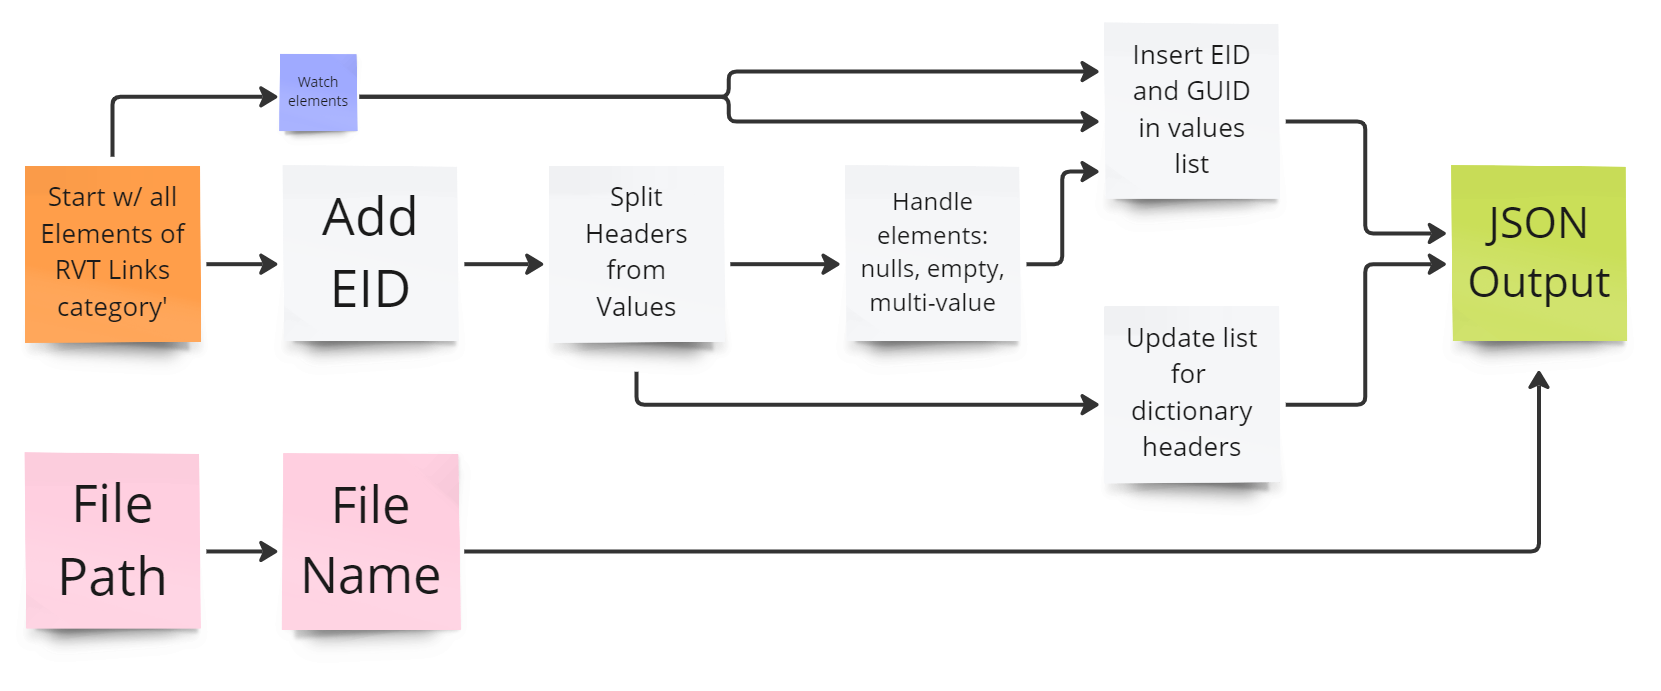 Watch
elements
Insert EID
and GUID
in values
list
Start w/ all
Elements of
RVT Links
category'
Add
EID
Split
Headers
from
Values
Handle
elements:
nulls, empty,
multi-value
JSON
Output
Update list
for
dictionary
headers
File
Path
File
Name